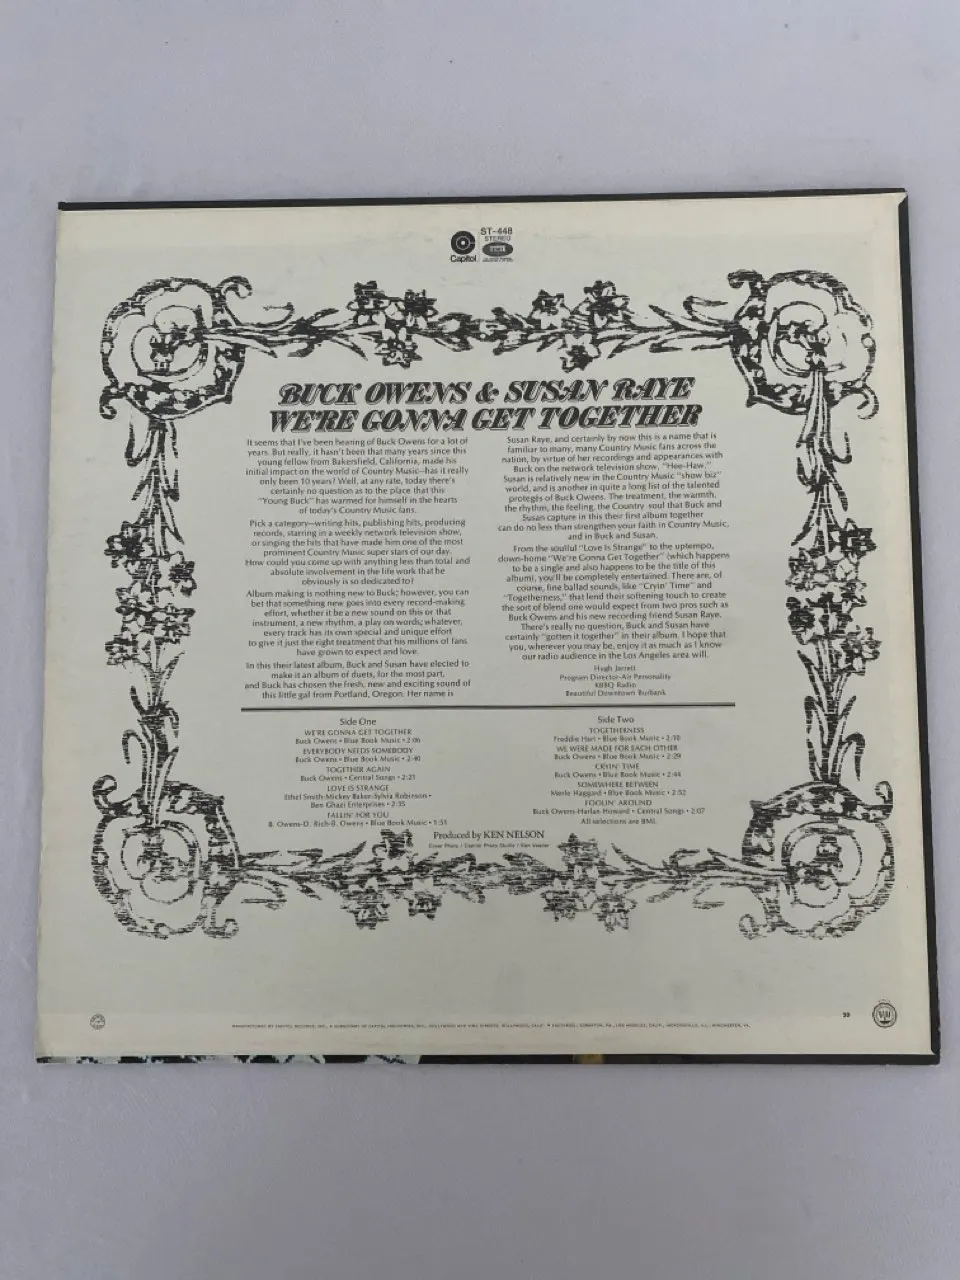 ST-448
STEREO
Capitol
BUCK OWENS & SUSAN RAYE
WE'RE GONNA GET TOGETHER
It seems that I've been hearing of Buck Owens for a lot of
years. But really, it hasn't been that many years since this
young fellow from Bakersfield, California, made his
initial impact on the world of Country Music—has it really
only been 10 years? Well, at any rate, today there's
certainly no question as to the place that this
"Young Buck" has warmed for himself in the hearts
of today's Country Music fans.
Pick a category—writing hits, publishing hits, producing
records, starring in a weekly network television show,
or singing the hits that have made him one of the most
prominent Country Music super stars of our day.
How could you come up with anything less than total and
absolute involvement in the life work that he
obviously is so dedicated to?
Album making is nothing new to Buck; however, you can
bet that something new goes into every record-making
effort, whether it be a new sound on this or that
instrument, a new rhythm, a play on words; whatever,
every track has its own special and unique effort
to give it just the right treatment that his millions of fans
have grown to expect and love.
In this their latest album, Buck and Susan have elected to
make it an album of duets, for the most part,
and Buck has chosen the fresh, new and exciting sound of
this little gal from Portland, Oregon. Her name is
Susan Raye, and certainly by now this is a name that is
familiar to many, many Country Music fans across the
nation, by virtue of her recordings and appearances with
Buck on the network television show, "Hee-Haw."
Susan is relatively new in the Country Music "show biz"
world, and is another in quite a long list of the talented
protegés of Buck Owens. The treatment, the warmth,
the rhythm, the feeling, the Country soul that Buck and
Susan capture in this their first album together
can do no less than strengthen your faith in Country Music,
and in Buck and Susan.
From the soulful "Love Is Strange" to the uptempo,
down-home "We're Gonna Get Together" (which happens
to be a single and also happens to be the title of this
album), you'll be completely entertained. There are, of
course, fine ballad sounds, like "Cryin' Time" and
"Togetherness," that lend their softening touch to create
the sort of blend one would expect from two pros such as
Buck Owens and his new recording friend Susan Raye.
There's really no question, Buck and Susan have
certainly "gotten it together" in their album. I hope that
you, wherever you may be, enjoy it as much as I know
our radio audience in the Los Angeles area will.
Hugh Jarrett
Program Director-Air Personality
KBBQ Radio
Beautiful Downtown Burbank
Side One
WE'RE GONNA GET TOGETHER
Buck Owens • Blue Book Music • 2:06
EVERYBODY NEEDS SOMEBODY
Buck Owens • Blue Book Music • 2:40
TOGETHER AGAIN
Buck Owens • Central Songs • 2:21
LOVE IS STRANGE
Ethel Smith-Mickey Baker-Sylvia Robinson •
Ben Ghazi Enterprises • 2:35
FALLIN' FOR YOU
B. Owens-D. Rich-B. Owens • Blue Book Music • 1:51
Side Two
TOGETHERNESS
Freddie Hart • Blue Book Music • 2:10
WE WERE MADE FOR EACH OTHER
Buck Owens • Blue Book Music • 2:29
CRYIN' TIME
Buck Owens • Blue Book Music • 2:44
SOMEWHERE BETWEEN
Merle Haggard • Blue Book Music • 2:52
FOOLIN' AROUND
Buck Owens-Harlan Howard • Central Songs • 2:07
All selections are BMI.
Produced by KEN NELSON
Cover Photo / Capitol Photo Studio /
MANUFACTURED BY CAPITOL RECORDS, INC., A SUBSIDIARY OF CAPITOL INDUSTRIES, INC., HOLLYWOOD AND VINE STREETS, HOLLYWOOD, CALIF. • FACTORIES: SCRANTON, PA., LOS ANGELES, CALIF., JACKSONVILLE, ILL., WINCHESTER, VA.